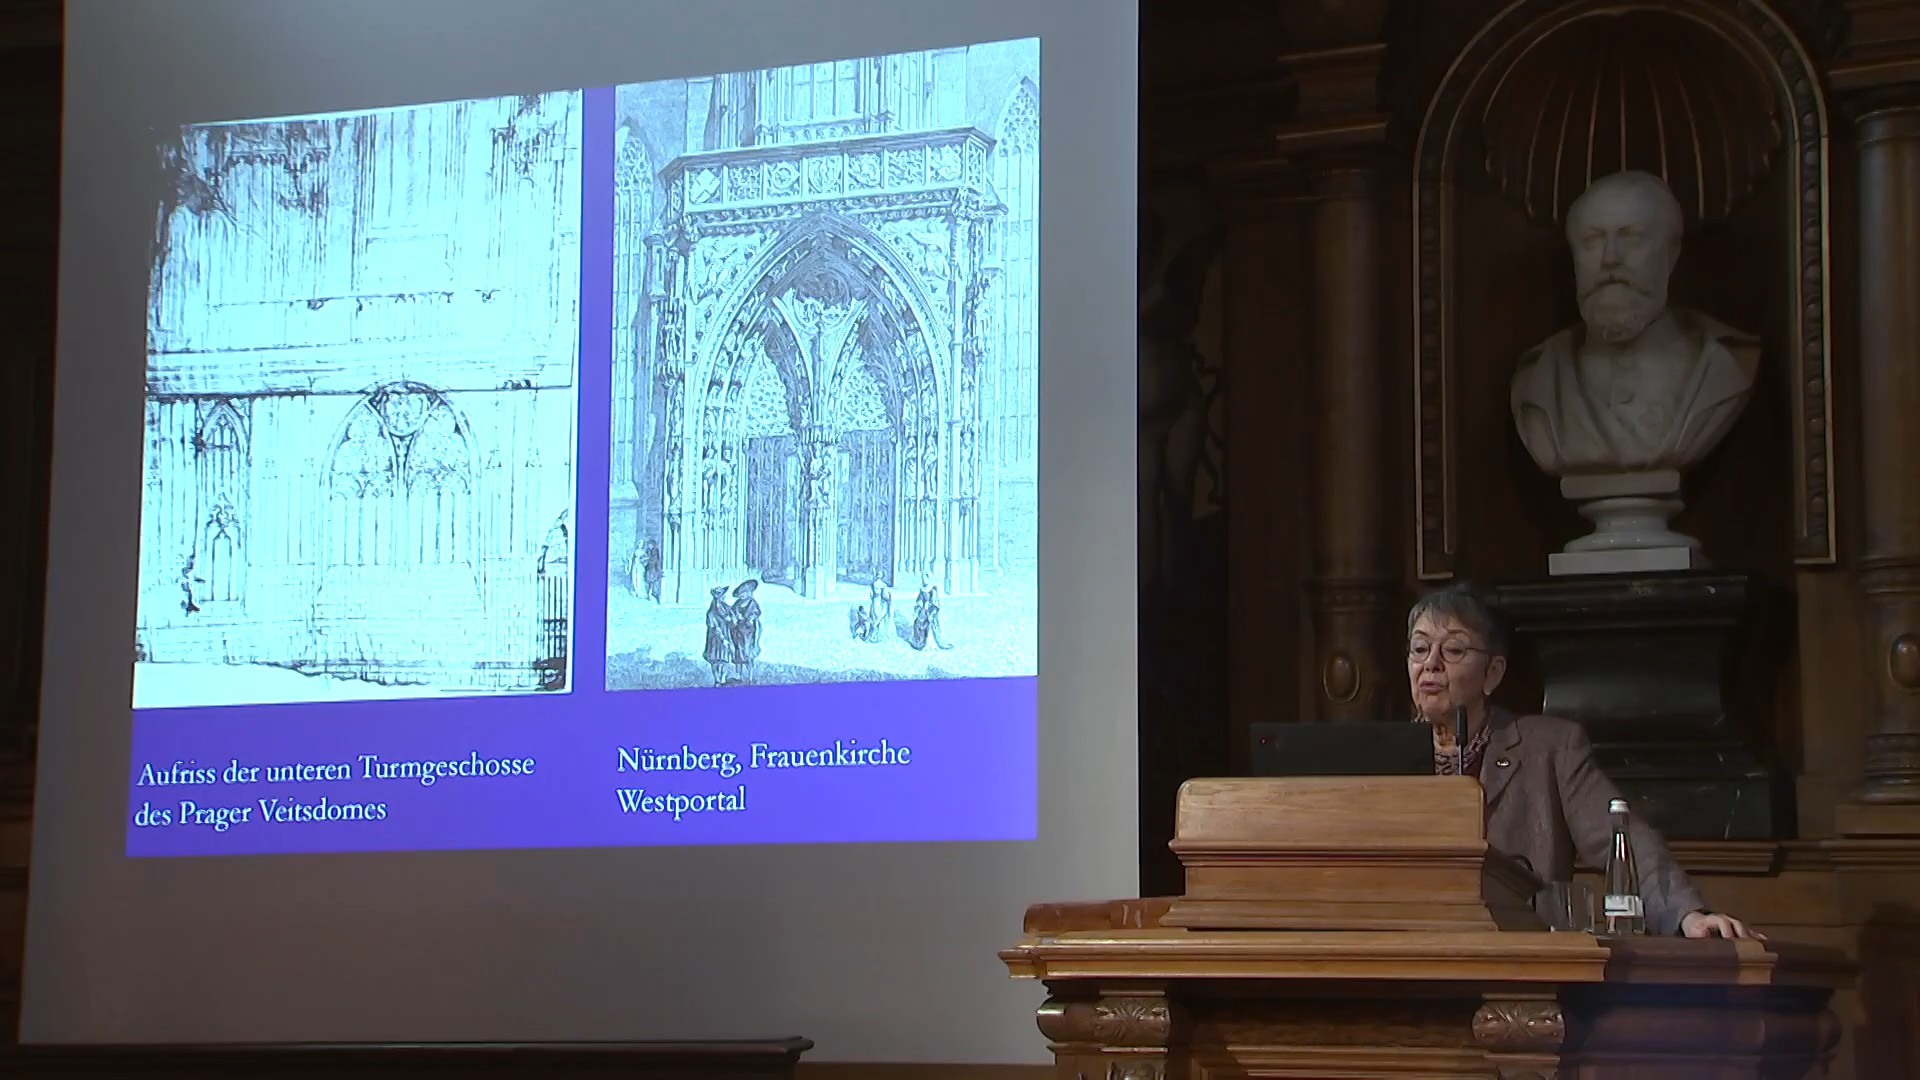 Aufriss der unteren Turmgeschosse
des Prager Veitsdomes
Nürnberg, Frauenkirche
Westportal